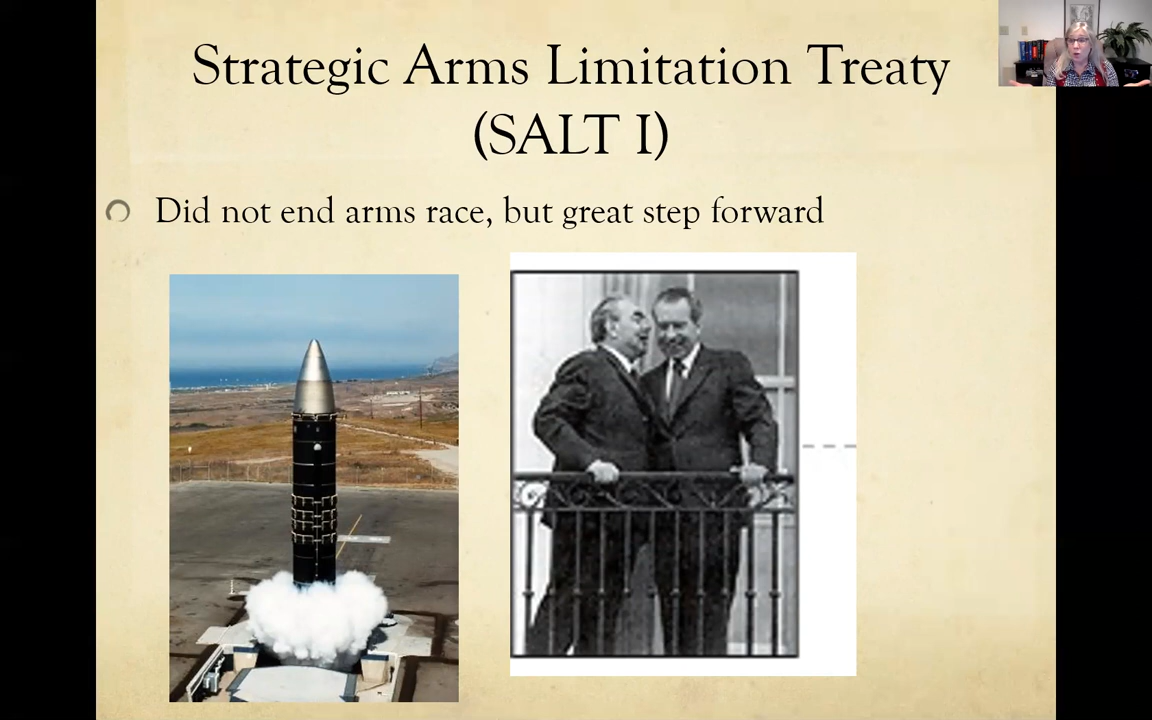 Strategic Arms Limitation Treaty
(SALT I)
Did not end arms race, but great step forward